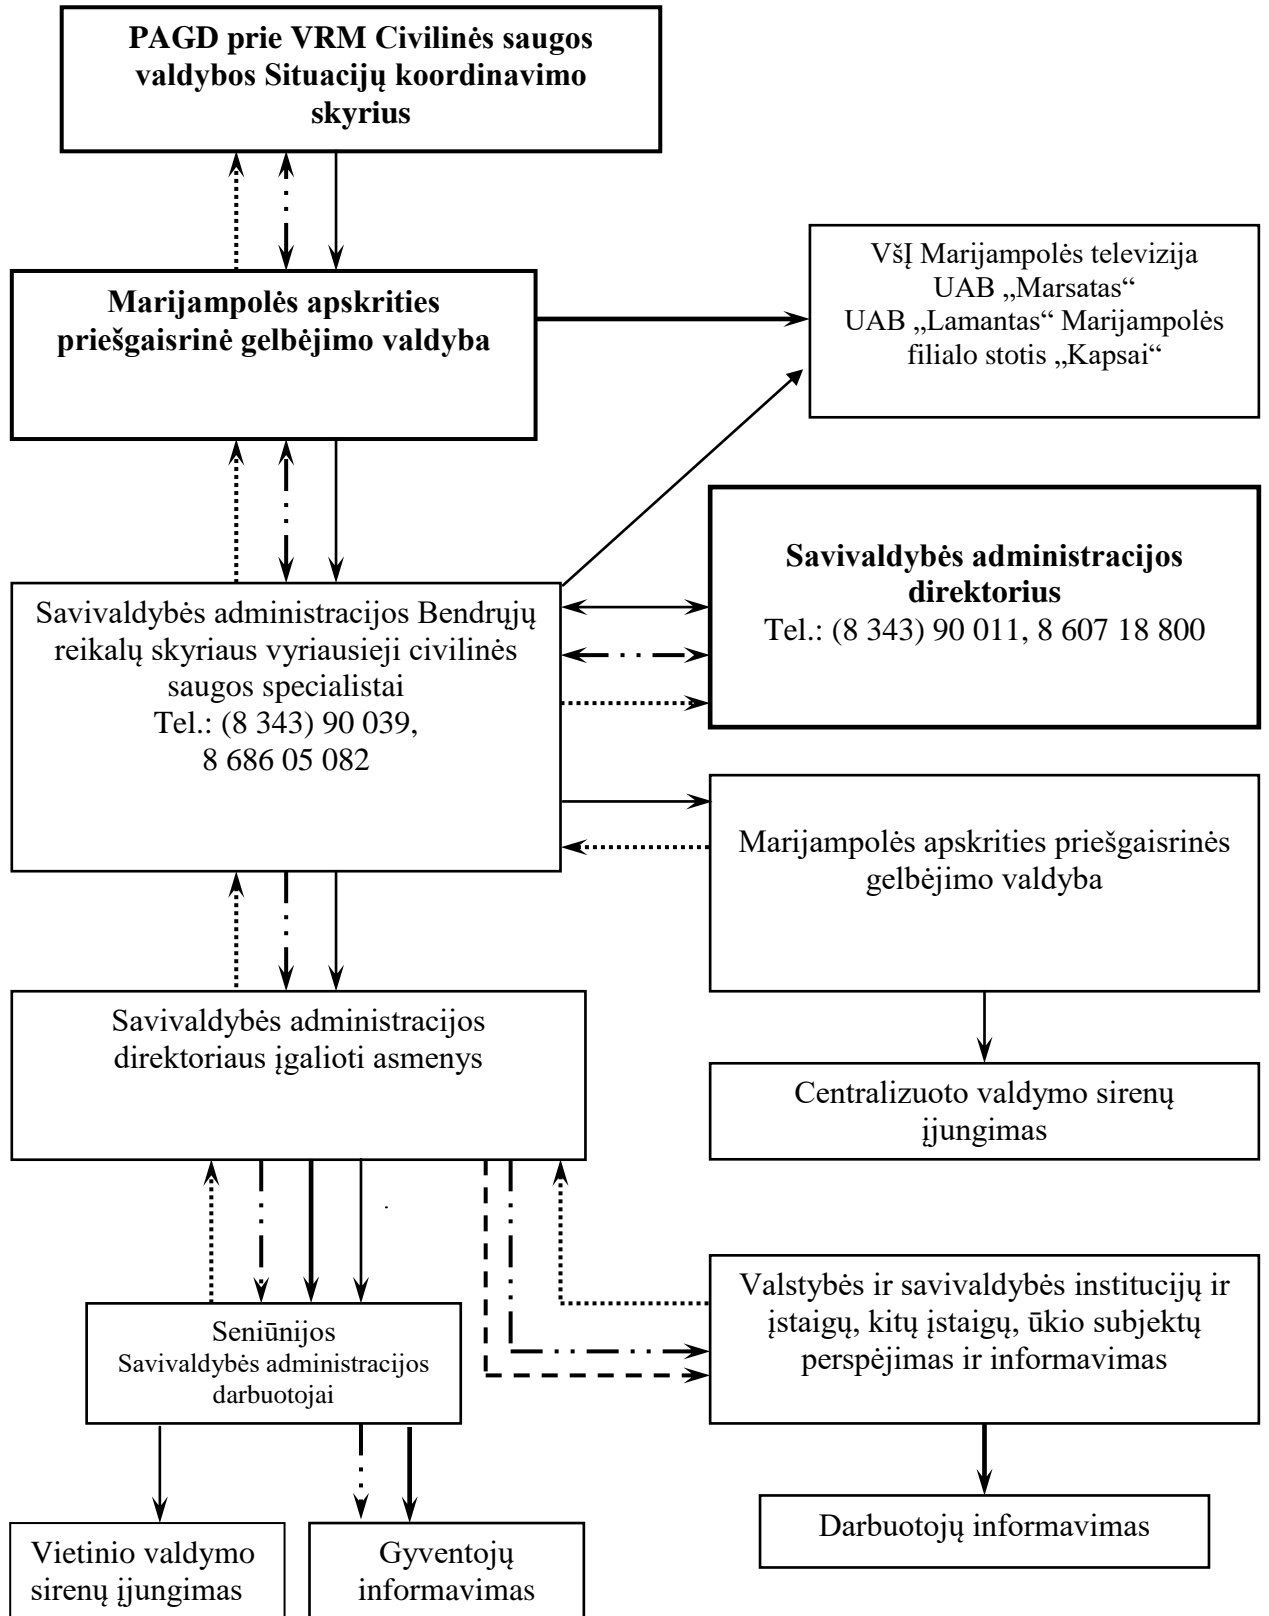 PAGD prie VRM Civilinės saugos
valdybos Situacijų koordinavimo
skyrius
VšĮ Marijampolės televizija
UAB „Marsatas“
UAB „Lamantas“ Marijampolės
filialo stotis „Kapsai“
Marijampolės apskrities
priešgaisrinė gelbėjimo valdyba
Savivaldybės administracijos
direktorius
Tel.: (8 343) 90 011, 8 607 18 800
Savivaldybės administracijos Bendrųjų
reikalų skyriaus vyriausieji civilinės
saugos specialistai
Tel.: (8 343) 90 039,
8 686 05 082
Marijampolės apskrities priešgaisrinės
gelbėjimo valdyba
Savivaldybės administracijos
direktoriaus įgalioti asmenys
Centralizuoto valdymo sirenų
įjungimas
Valstybės ir savivaldybės institucijų ir
įstaigų, kitų įstaigų, ūkio subjektų
perspėjimas ir informavimas
Seniūnijos
Savivaldybės administracijos
darbuotojai
Darbuotojų informavimas
Vietinio valdymo
sirenų įjungimas
Gyventojų
informavimas